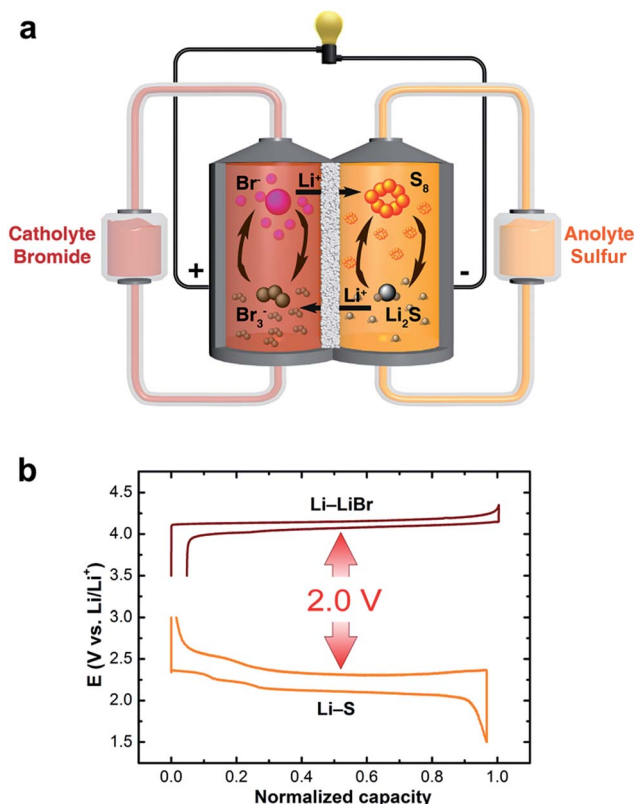 a
Br⁻
Li⁺
S₈
Catholyte
Bromide
Anolyte
Sulfur
+
-
Li⁺
Br₃⁻
Li₂S
b
4.5
4.0
3.5
3.0
2.5
2.0
1.5
E (V vs. Li/Li⁺)
Li–LiBr
2.0 V
Li–S
0.0 0.2 0.4 0.6 0.8 1.0
Normalized capacity